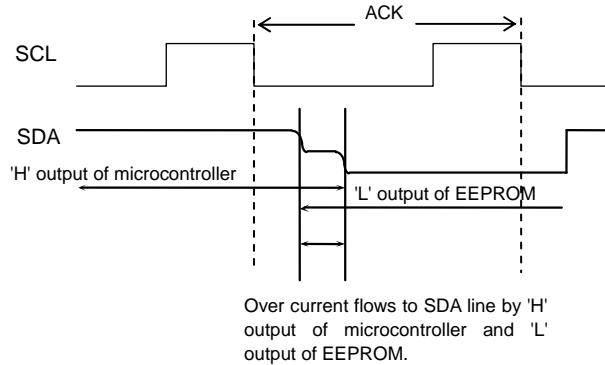 ACK
SCL
SDA
'H' output of microcontroller
'L' output of EEPROM
Over current flows to SDA line by 'H'
output of microcontroller and 'L'
output of EEPROM.